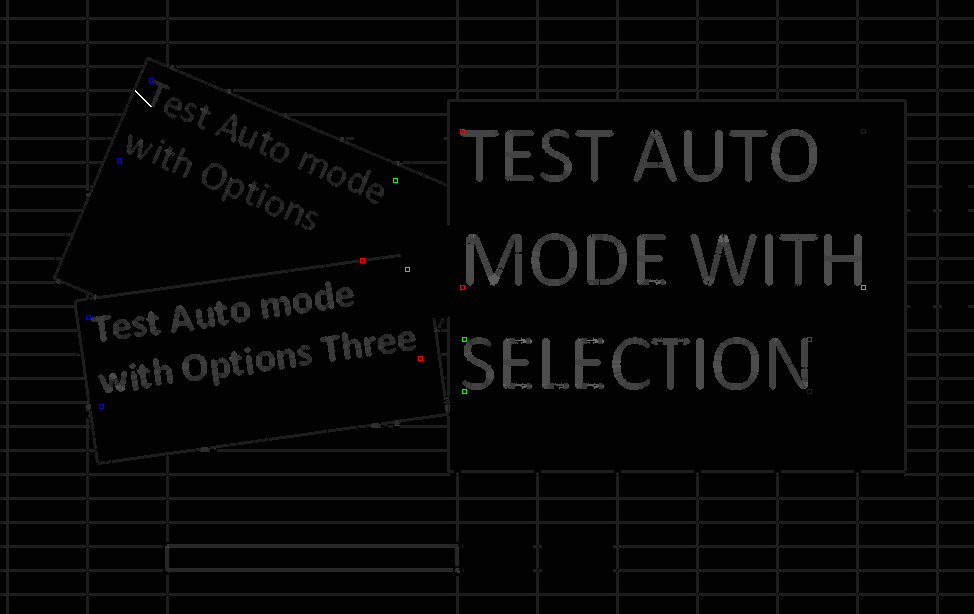 Test Auto mode
with Options
Test Auto mode
with Options Three
TEST AUTO
MODE WITH
SELECTION